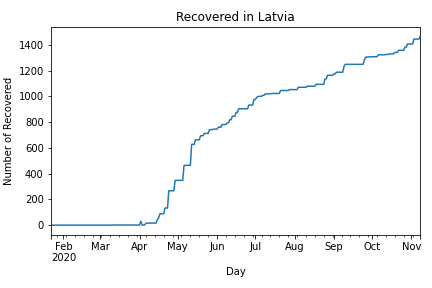 Recovered in Latvia
Number of Recovered
1400
1200
1000
800
600
400
200
0
Feb Mar Apr May Jun Jul Aug Sep Oct Nov
2020
Day